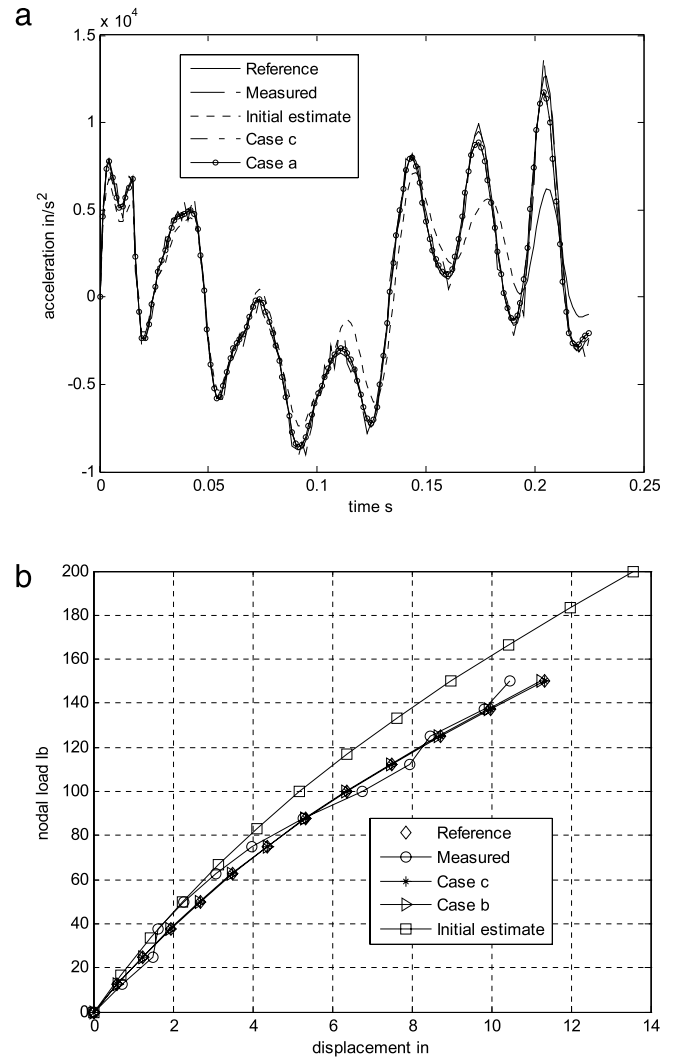 a
x 10^4
1.5
1
0.5
0
-0.5
-1
acceleration in/s^2
Reference
Measured
Initial estimate
Case c
Case a
0 0.05 0.1 0.15 0.2 0.25
time s
b
200
180
160
140
120
100
80
60
40
20
0
nodal load lb
Reference
Measured
Case c
Case b
Initial estimate
0 2 4 6 8 10 12 14
displacement in